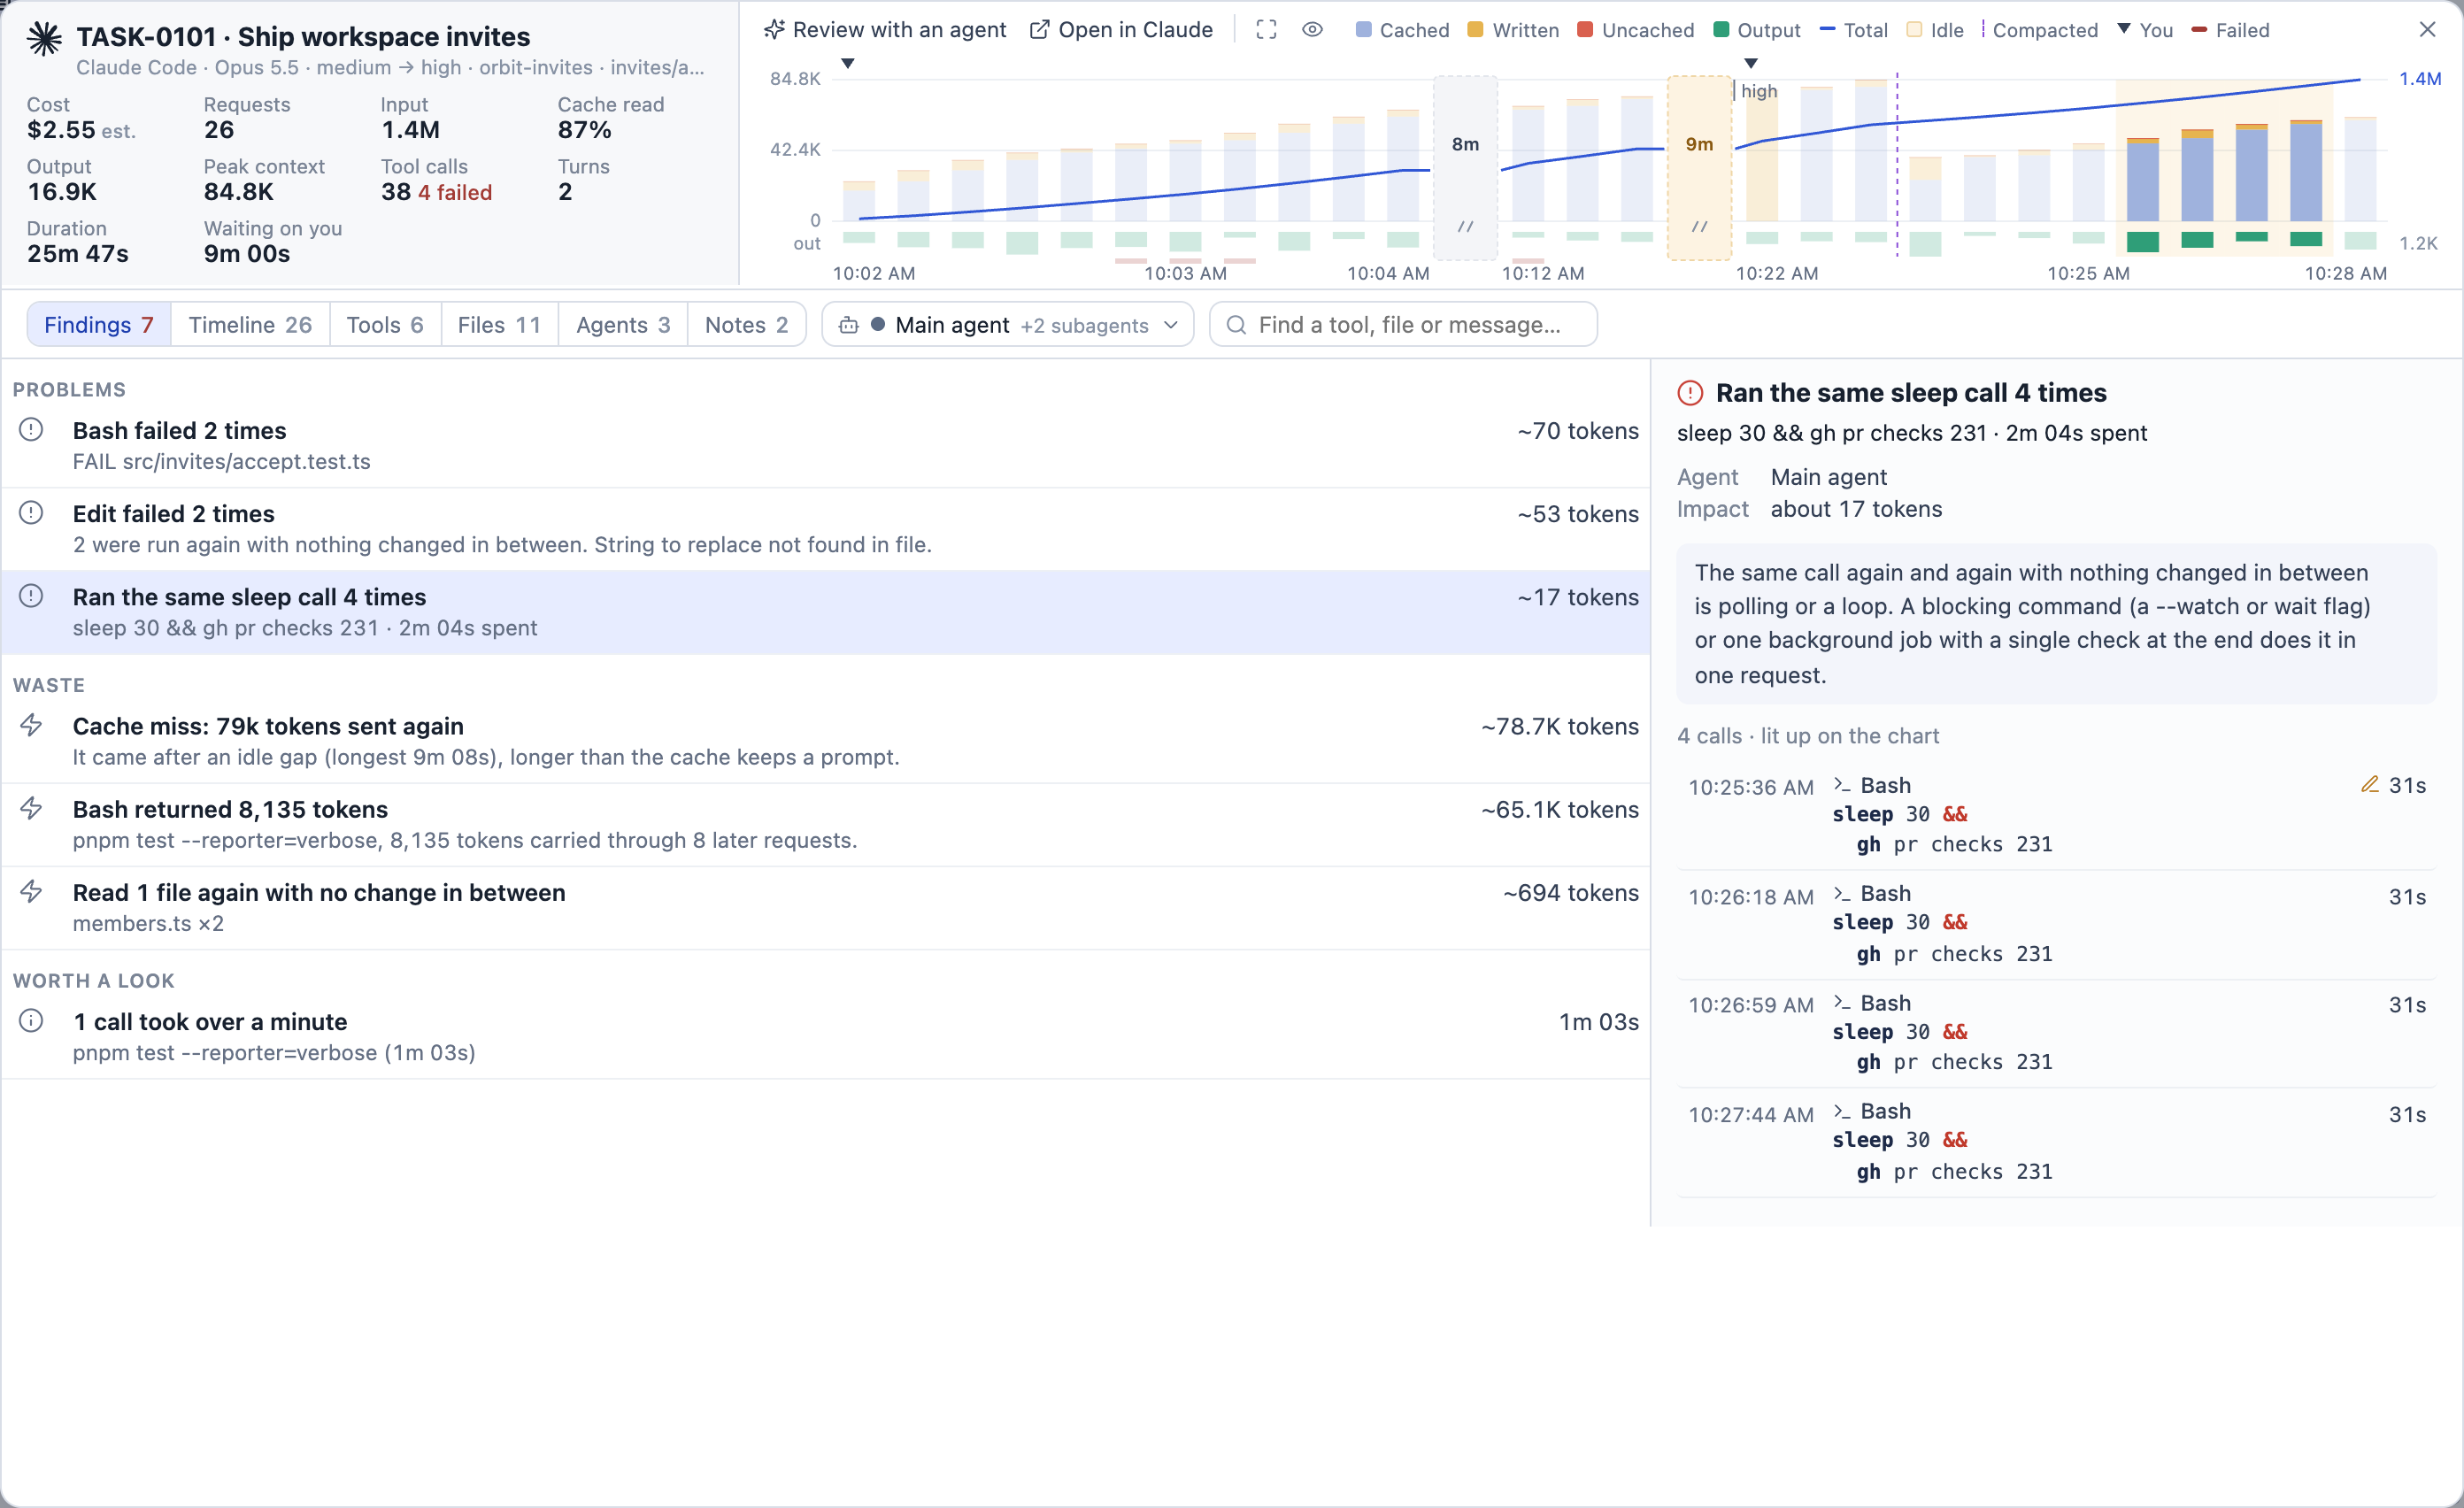 TASK-0101 · Ship workspace invites
Claude Code · Opus 5.5 · medium → high · orbit-invites · invites/a...
Cost
$2.55 est.
Requests
26
Input
1.4M
Cache read
87%
Output
16.9K
Peak context
84.8K
Tool calls
38 4 failed
Turns
2
Duration
25m 47s
Waiting on you
9m 00s
Review with an agent
Open in Claude
Cached
Written
Uncached
Output
Total
Idle
Compacted
You
Failed
84.8K
42.4K
0
out
8m
//
9m
//
high
1.4M
1.2K
10:02 AM
10:03 AM
10:04 AM
10:12 AM
10:22 AM
10:25 AM
10:28 AM
Findings 7
Timeline 26
Tools 6
Files 11
Agents 3
Notes 2
Main agent +2 subagents
Find a tool, file or message...
PROBLEMS
Bash failed 2 times
~70 tokens
FAIL src/invites/accept.test.ts
Edit failed 2 times
~53 tokens
2 were run again with nothing changed in between. String to replace not found in file.
Ran the same sleep call 4 times
~17 tokens
sleep 30 && gh pr checks 231 · 2m 04s spent
WASTE
Cache miss: 79k tokens sent again
~78.7K tokens
It came after an idle gap (longest 9m 08s), longer than the cache keeps a prompt.
Bash returned 8,135 tokens
~65.1K tokens
pnpm test --reporter=verbose, 8,135 tokens carried through 8 later requests.
Read 1 file again with no change in between
~694 tokens
members.ts ×2
WORTH A LOOK
1 call took over a minute
1m 03s
pnpm test --reporter=verbose (1m 03s)
Ran the same sleep call 4 times
sleep 30 && gh pr checks 231 · 2m 04s spent
Agent Main agent
Impact about 17 tokens
The same call again and again with nothing changed in between
is polling or a loop. A blocking command (a --watch or wait flag)
or one background job with a single check at the end does it in
one request.
4 calls · lit up on the chart
10:25:36 AM >_ Bash 31s
sleep 30 &&
gh pr checks 231
10:26:18 AM >_ Bash 31s
sleep 30 &&
gh pr checks 231
10:26:59 AM >_ Bash 31s
sleep 30 &&
gh pr checks 231
10:27:44 AM >_ Bash 31s
sleep 30 &&
gh pr checks 231